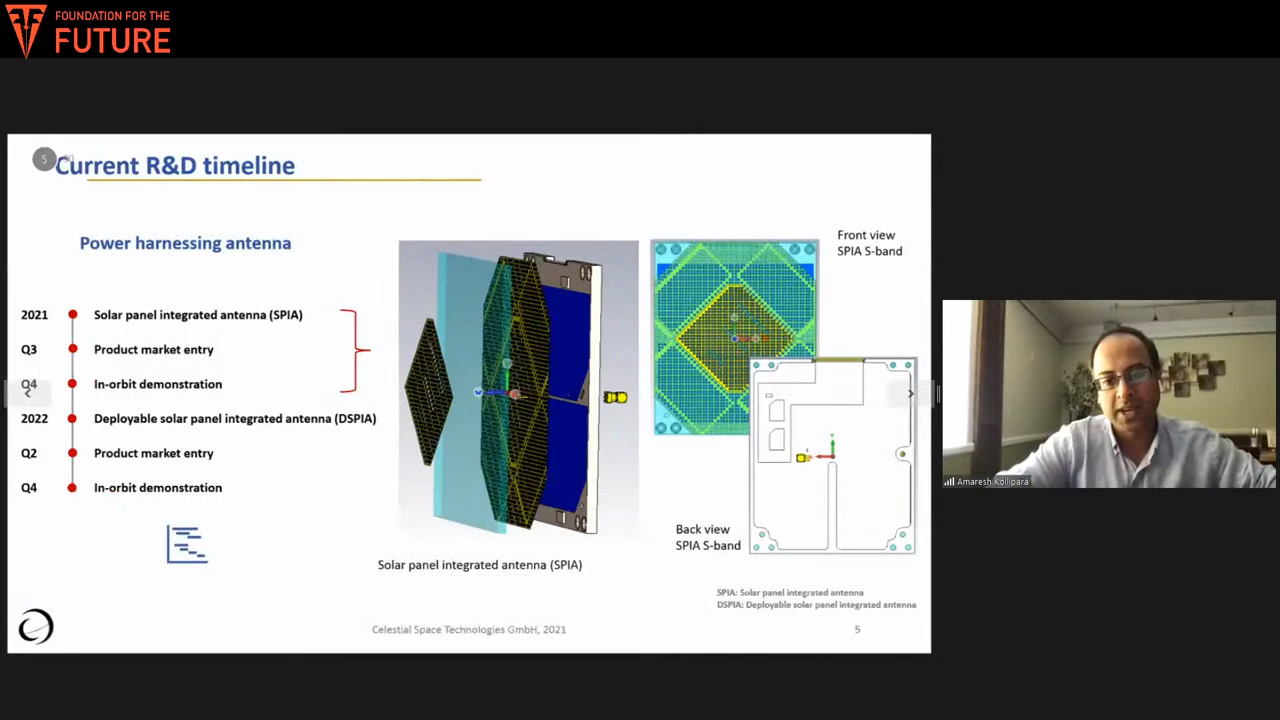 FOUNDATION FOR THE
FUTURE
5
Current R&D timeline
Power harnessing antenna
2021 Solar panel integrated antenna (SPIA)
Q3 Product market entry
Q4 In-orbit demonstration
2022 Deployable solar panel integrated antenna (DSPIA)
Q2 Product market entry
Q4 In-orbit demonstration
Solar panel integrated antenna (SPIA)
Front view
SPIA S-band
Back view
SPIA S-band
SPIA: Solar panel integrated antenna
DSPIA: Deployable solar panel integrated antenna
Celestial Space Technologies GmbH, 2021
5
Amaresh Kollipara